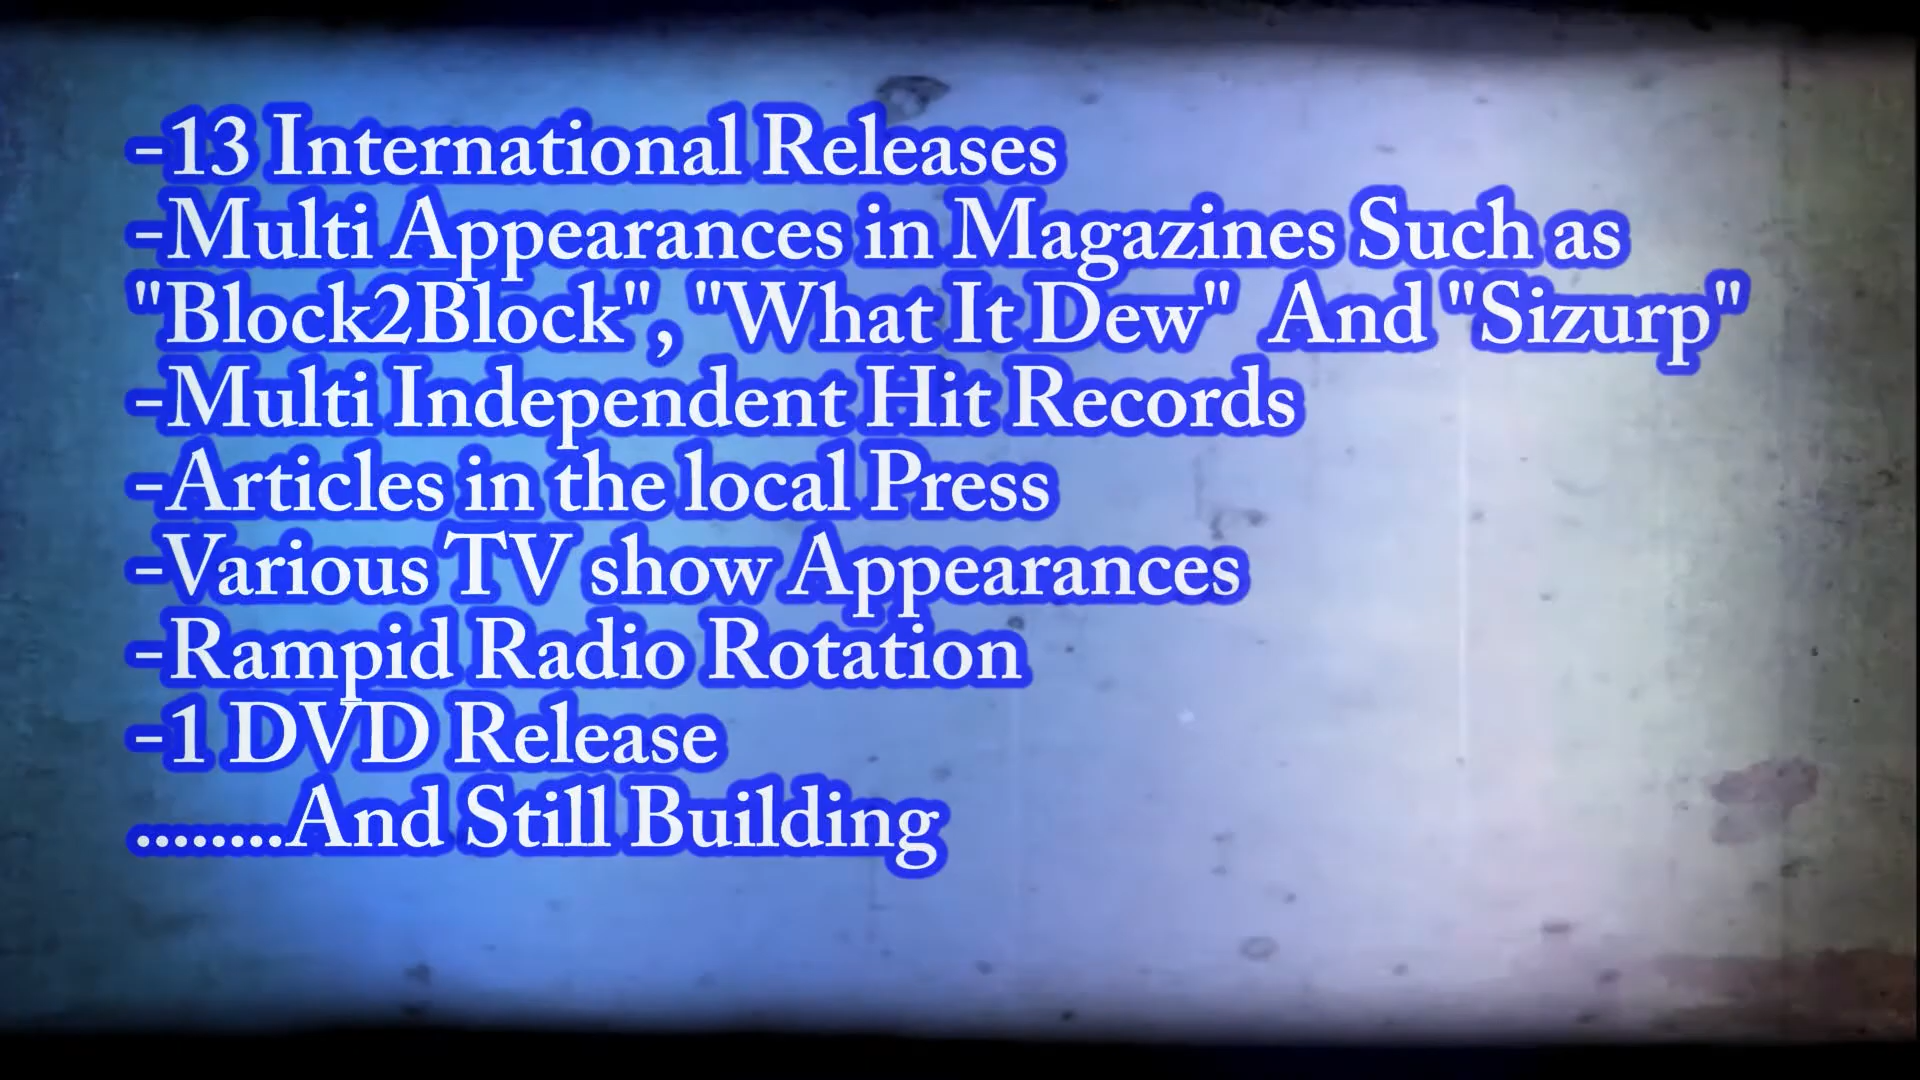 -13 International Releases
-Multi Appearances in Magazines Such as
"Block2Block", "What It Dew"  And "Sizurp"
-Multi Independent Hit Records
-Articles in the local Press
-Various TV show Appearances
-Rampid Radio Rotation
-1 DVD Release
........And Still Building